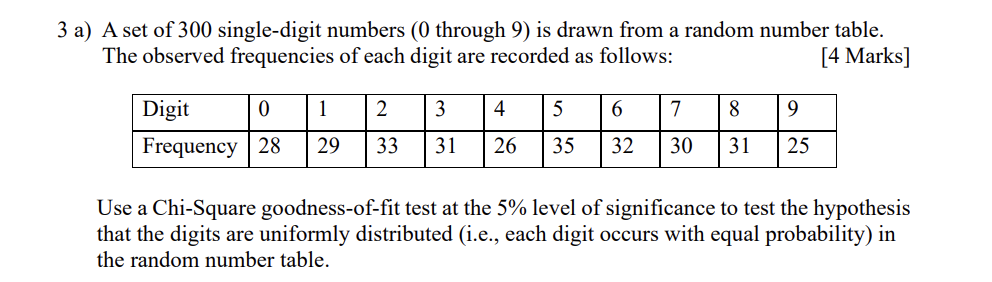 3 a) A set of 300 single-digit numbers (0 through 9) is drawn from a random number table.
The observed frequencies of each digit are recorded as follows: [4 Marks]
Digit 0 1 2 3 4 5 6 7 8 9
Frequency 28 29 33 31 26 35 32 30 31 25
Use a Chi-Square goodness-of-fit test at the 5% level of significance to test the hypothesis
that the digits are uniformly distributed (i.e., each digit occurs with equal probability) in
the random number table.